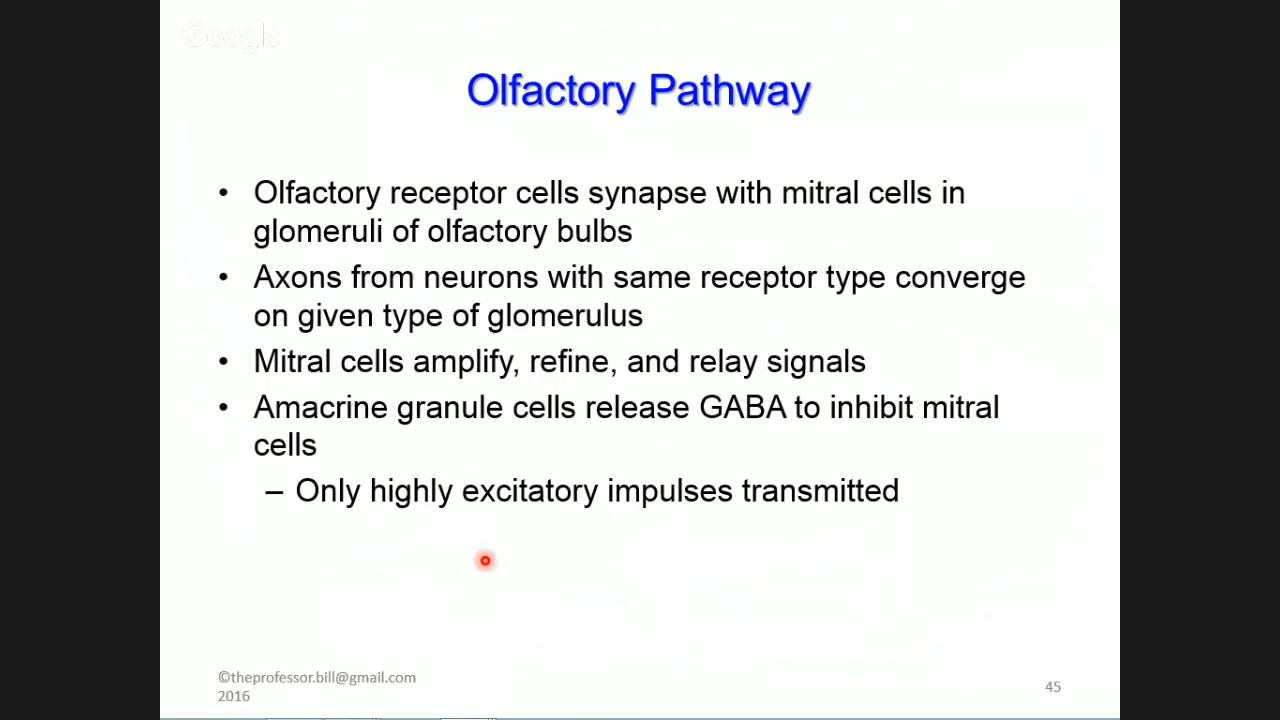 Google
Olfactory Pathway
• Olfactory receptor cells synapse with mitral cells in
glomeruli of olfactory bulbs
• Axons from neurons with same receptor type converge
on given type of glomerulus
• Mitral cells amplify, refine, and relay signals
• Amacrine granule cells release GABA to inhibit mitral
cells
– Only highly excitatory impulses transmitted
©theprofessor.bill@gmail.com
2016
45